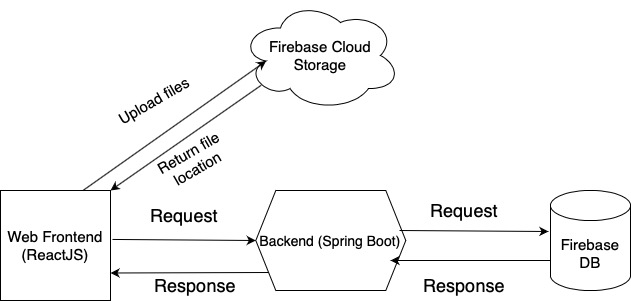 Firebase Cloud
Storage
Upload files
Return file
location
Web Frontend
(ReactJS)
Request
Response
Backend (Spring Boot)
Request
Response
Firebase
DB